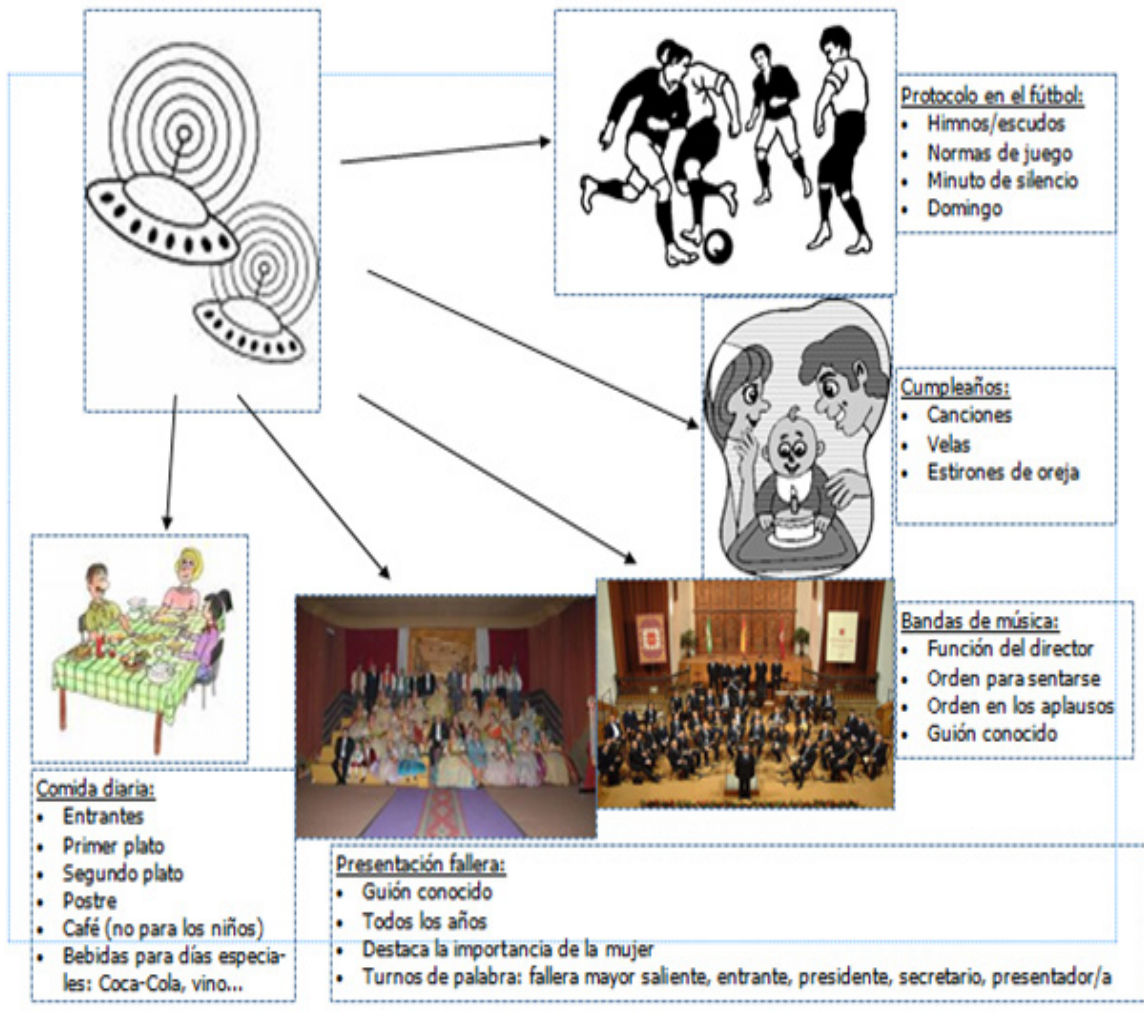 Protocolo en el fútbol:
• Himnos/escudos
• Normas de juego
• Minuto de silencio
• Domingo
Cumpleaños:
• Canciones
• Velas
• Estirones de oreja
Bandas de música:
• Función del director
• Orden para sentarse
• Orden en los aplausos
• Guión conocido
Comida diaria:
• Entrantes
• Primer plato
• Segundo plato
• Postre
• Café (no para los niños)
• Bebidas para días especia-
les: Coca-Cola, vino...
Presentación fallera:
• Guión conocido
• Todos los años
• Destaca la importancia de la mujer
• Turnos de palabra: fallera mayor saliente, entrante, presidente, secretario, presentador/a